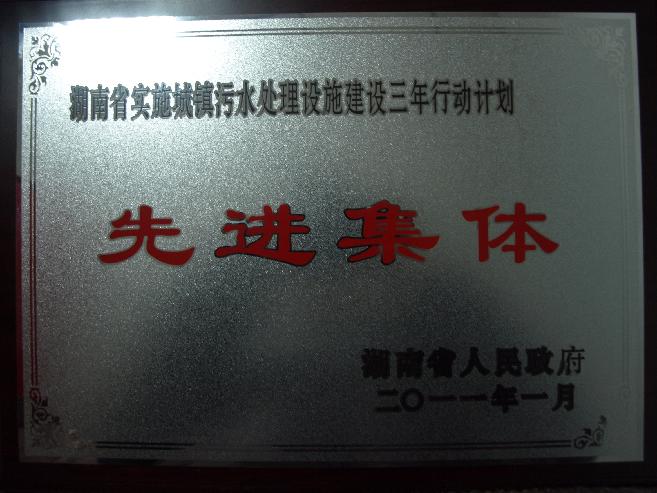 湖南省实施城镇污水处理设施建设三年行动计划
先进集体
湖南省人民政府
二〇一一年一月